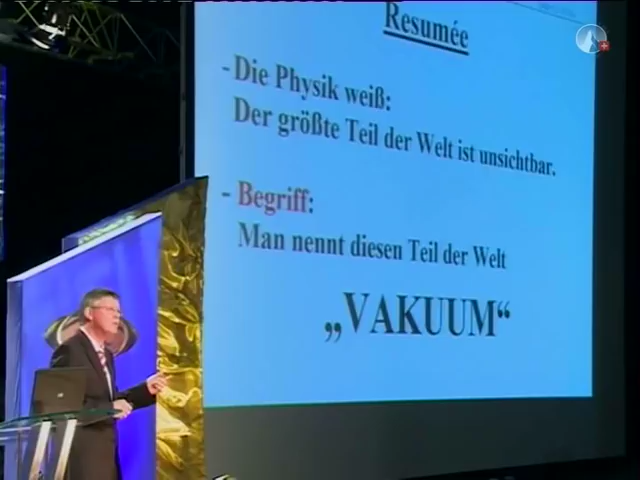 Resumée
- Die Physik weiß:
Der größte Teil der Welt ist unsichtbar.
- Begriff:
Man nennt diesen Teil der Welt
„VAKUUM“